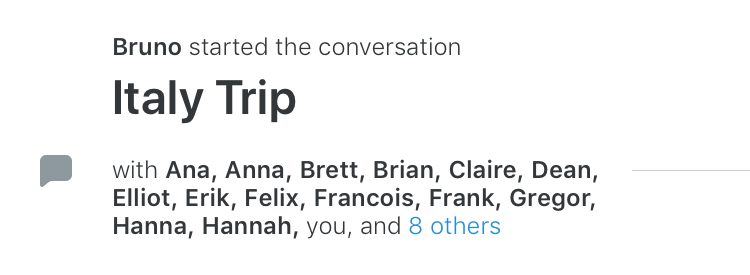 Bruno started the conversation
Italy Trip
with Ana, Anna, Brett, Brian, Claire, Dean,
Elliot, Erik, Felix, Francois, Frank, Gregor,
Hanna, Hannah, you, and 8 others